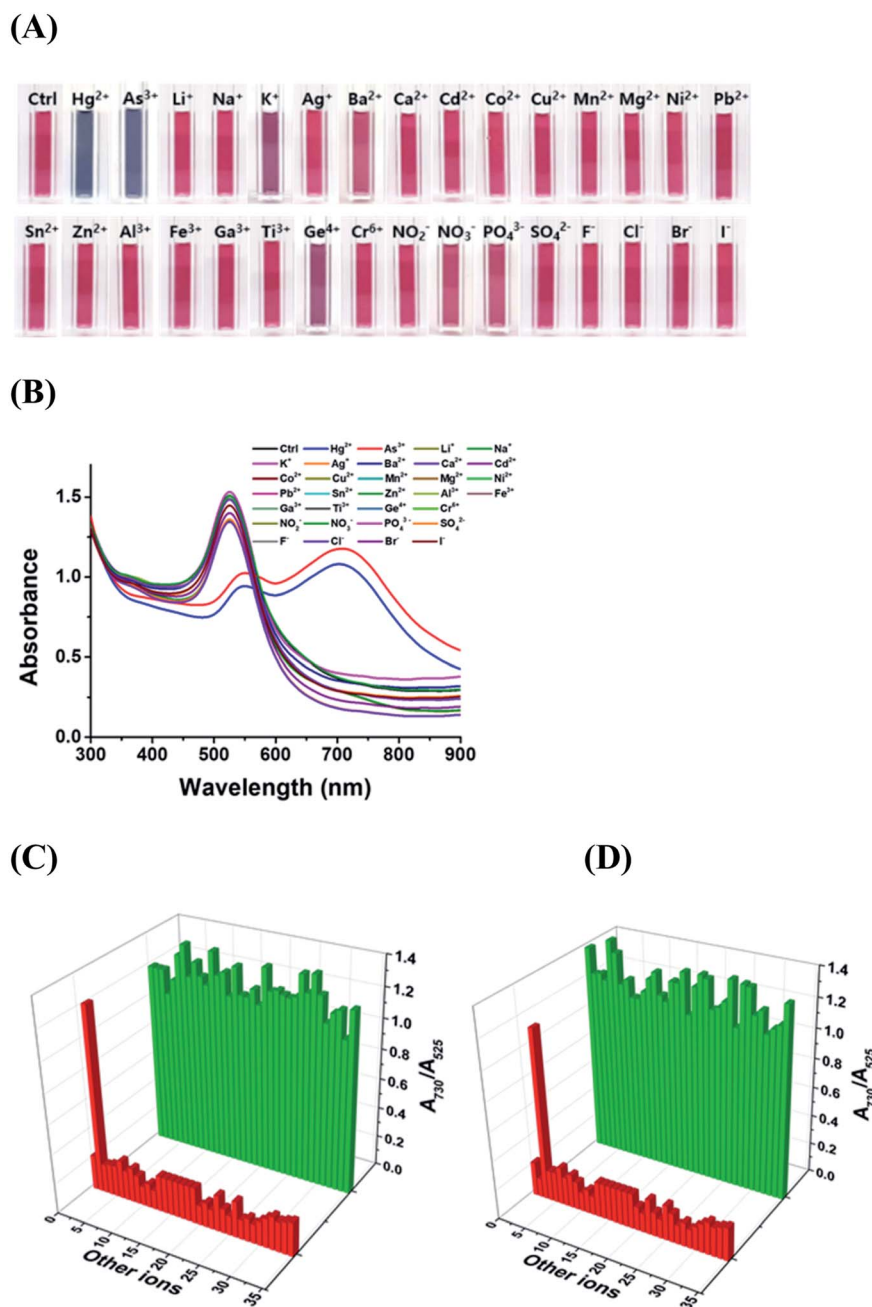 (A)
Ctrl Hg²⁺ As³⁺ Li⁺ Na⁺ K⁺ Ag⁺ Ba²⁺ Ca²⁺ Cd²⁺ Co²⁺ Cu²⁺ Mn²⁺ Mg²⁺ Ni²⁺ Pb²⁺
Sn²⁺ Zn²⁺ Al³⁺ Fe³⁺ Ga³⁺ Ti³⁺ Ge⁴⁺ Cr⁶⁺ NO₂⁻ NO₃⁻ PO₄³⁻ SO₄²⁻ F⁻ Cl⁻ Br⁻ I⁻
(B)
Ctrl Hg²⁺ As³⁺ Li⁺ Na⁺
K⁺ Ag⁺ Ba²⁺ Ca²⁺ Cd²⁺
Co²⁺ Cu²⁺ Mn²⁺ Mg²⁺ Ni²⁺
Pb²⁺ Sn²⁺ Zn²⁺ Al³⁺ Fe³⁺
Ga³⁺ Ti³⁺ Ge⁴⁺ Cr⁶⁺
NO₂⁻ NO₃⁻ PO₄³⁻ SO₄²⁻
F⁻ Cl⁻ Br⁻ I⁻
1.5
1.0
0.5
0.0
Absorbance
300 400 500 600 700 800 900
Wavelength (nm)
(C)
1.4
1.2
1.0
0.8
0.6
0.4
0.2
0.0
A₇₃₀/A₅₂₅
0 5 10 15 20 25 30 35
Other ions
(D)
1.4
1.2
1.0
0.8
0.6
0.4
0.2
0.0
A₇₃₀/A₅₂₅
0 5 10 15 20 25 30 35
Other ions